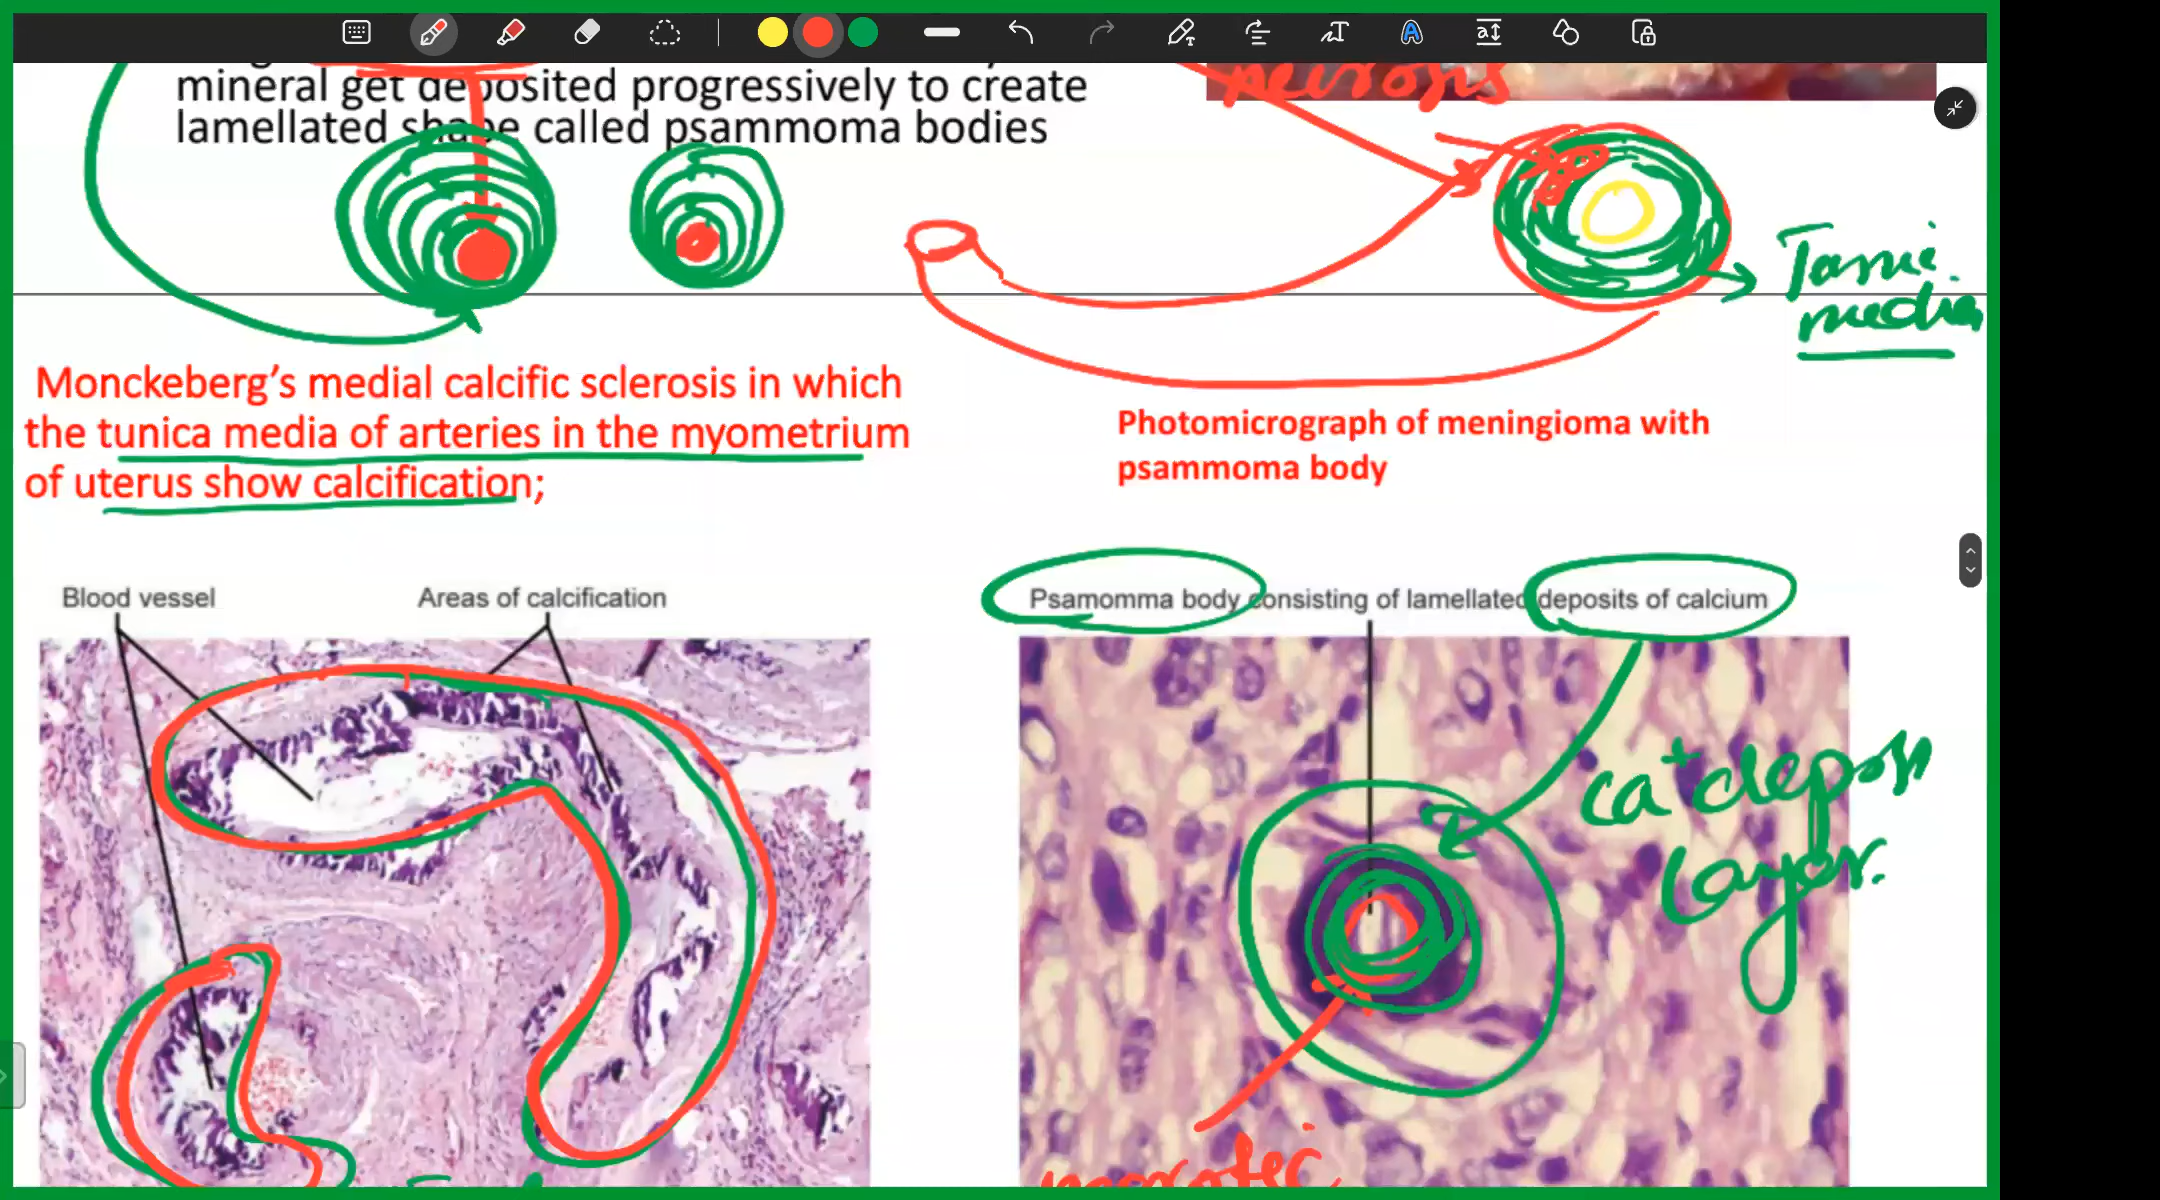 necrosis
mineral get deposited progressively to create
lamellated shape called psammoma bodies
media
Monckeberg’s medial calcific sclerosis in which
the tunica media of arteries in the myometrium
of uterus show calcification;
Photomicrograph of meningioma with
psammoma body
Blood vessel
Areas of calcification
Psamomma body consisting of lamellated deposits of calcium
ca+ deposit
layer.